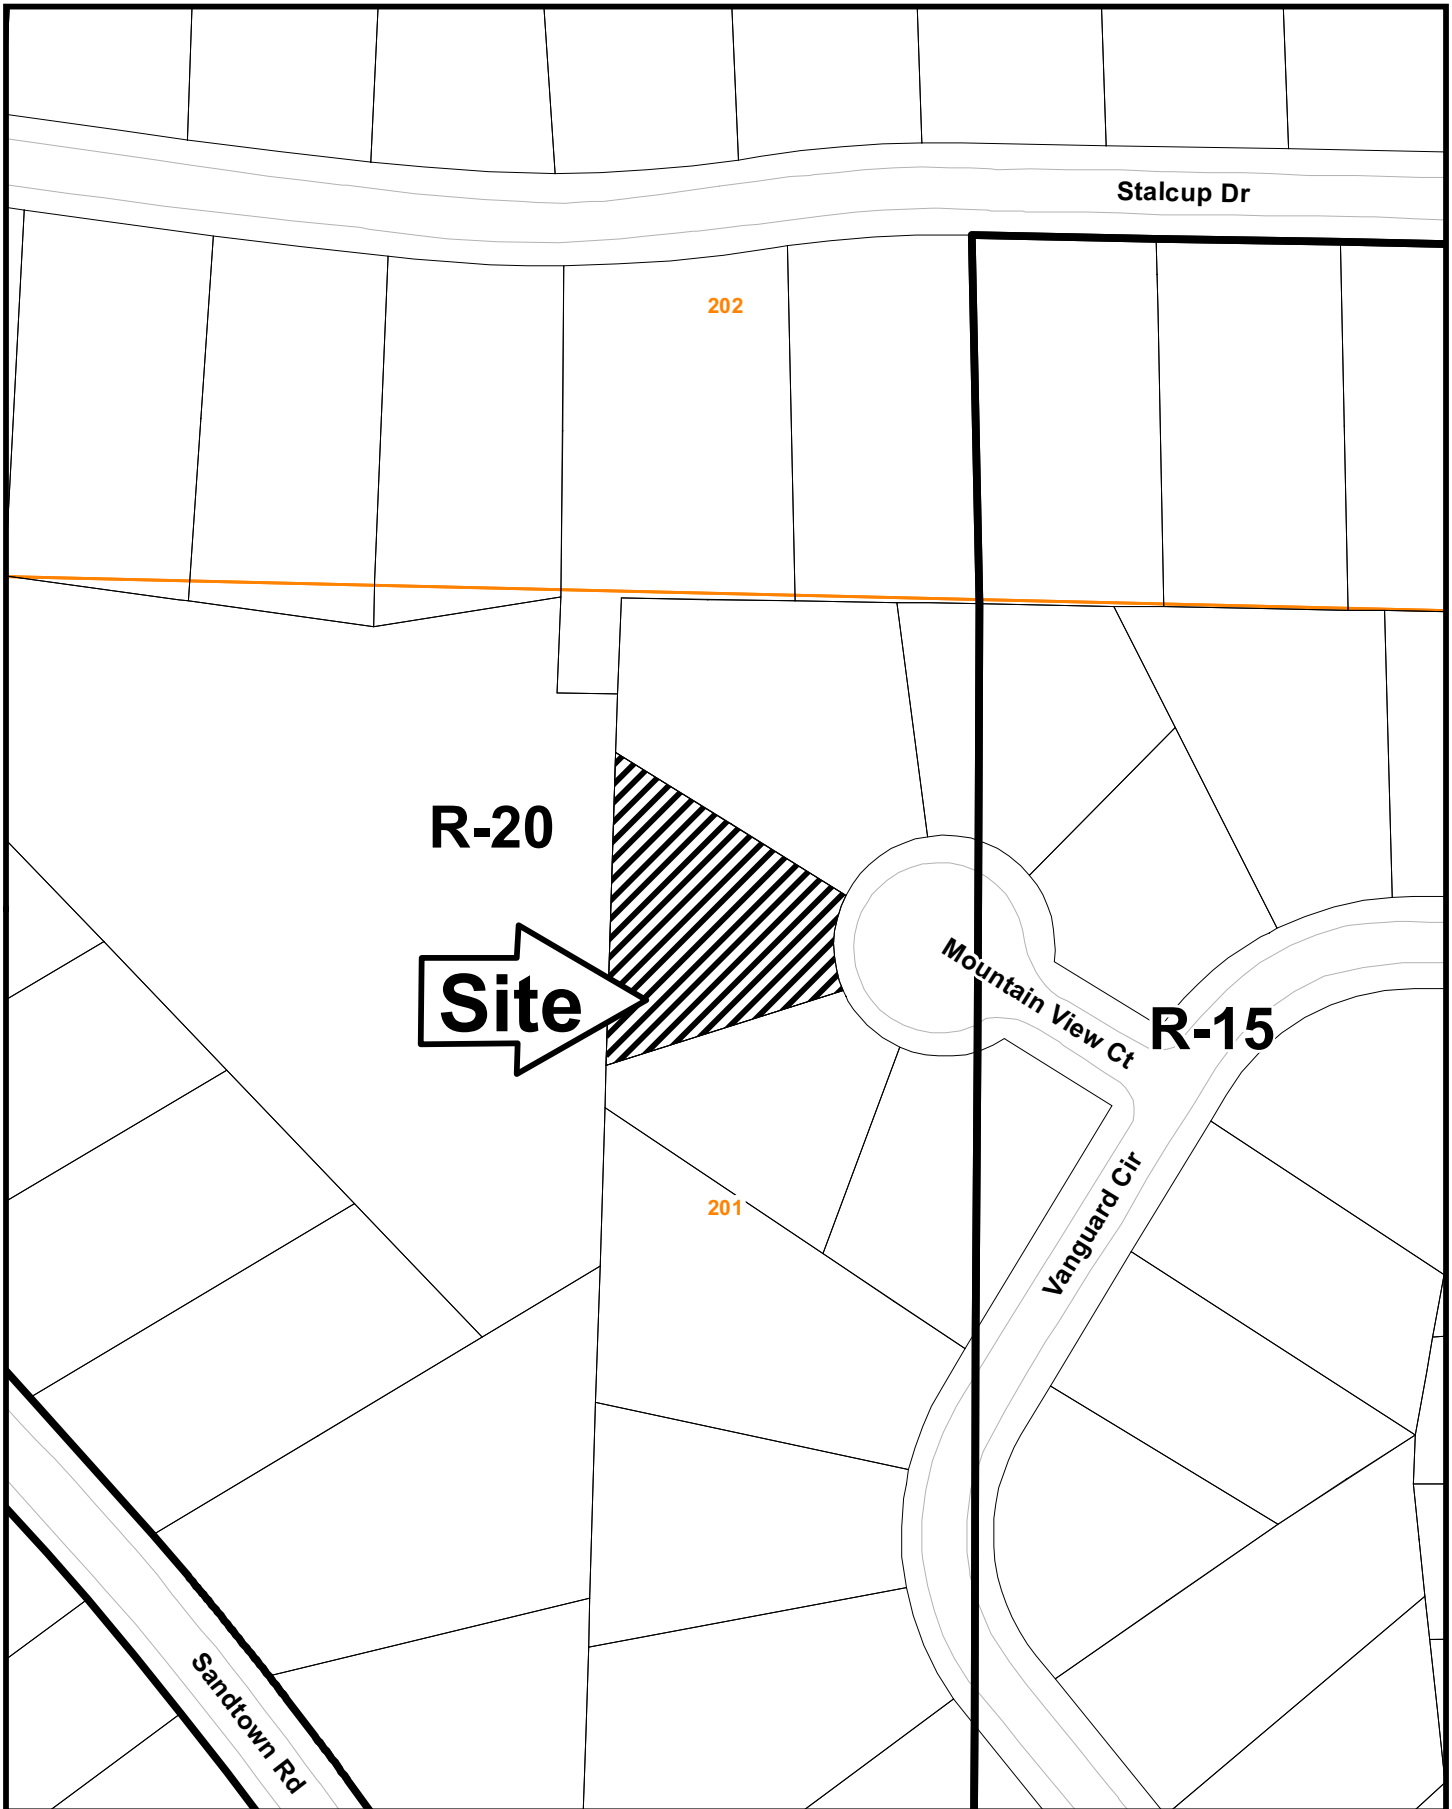 Stalcup Dr
202
R-20
Mountain View Ct
Site
R-15
Vanguard Cir
201
Sandtown Rd